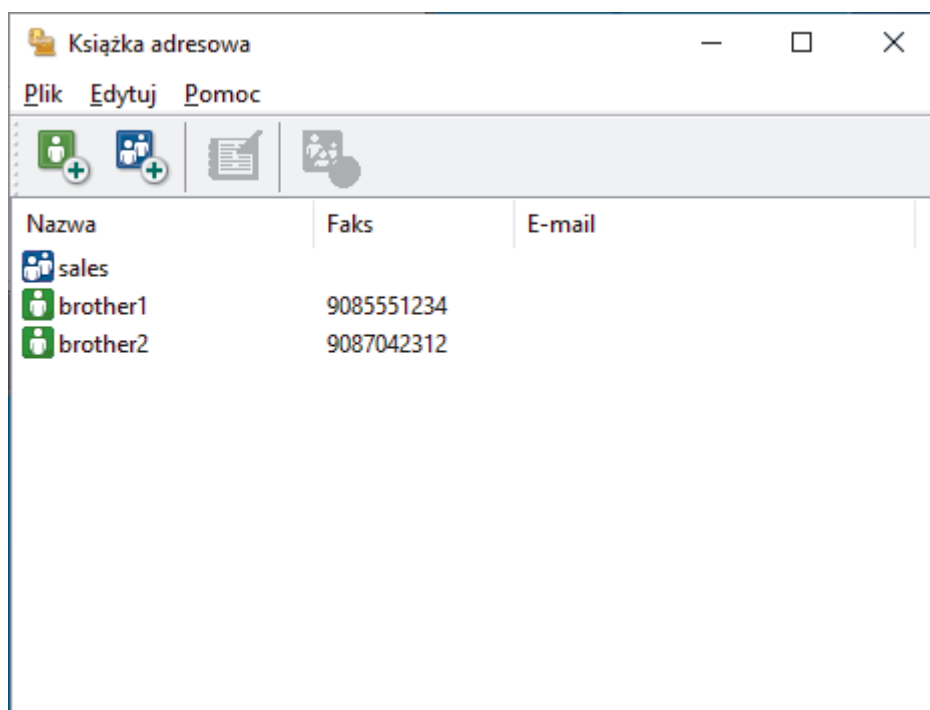 Książka adresowa
Plik Edytuj Pomoc
Nazwa Faks E-mail
sales
brother1 9085551234
brother2 9087042312